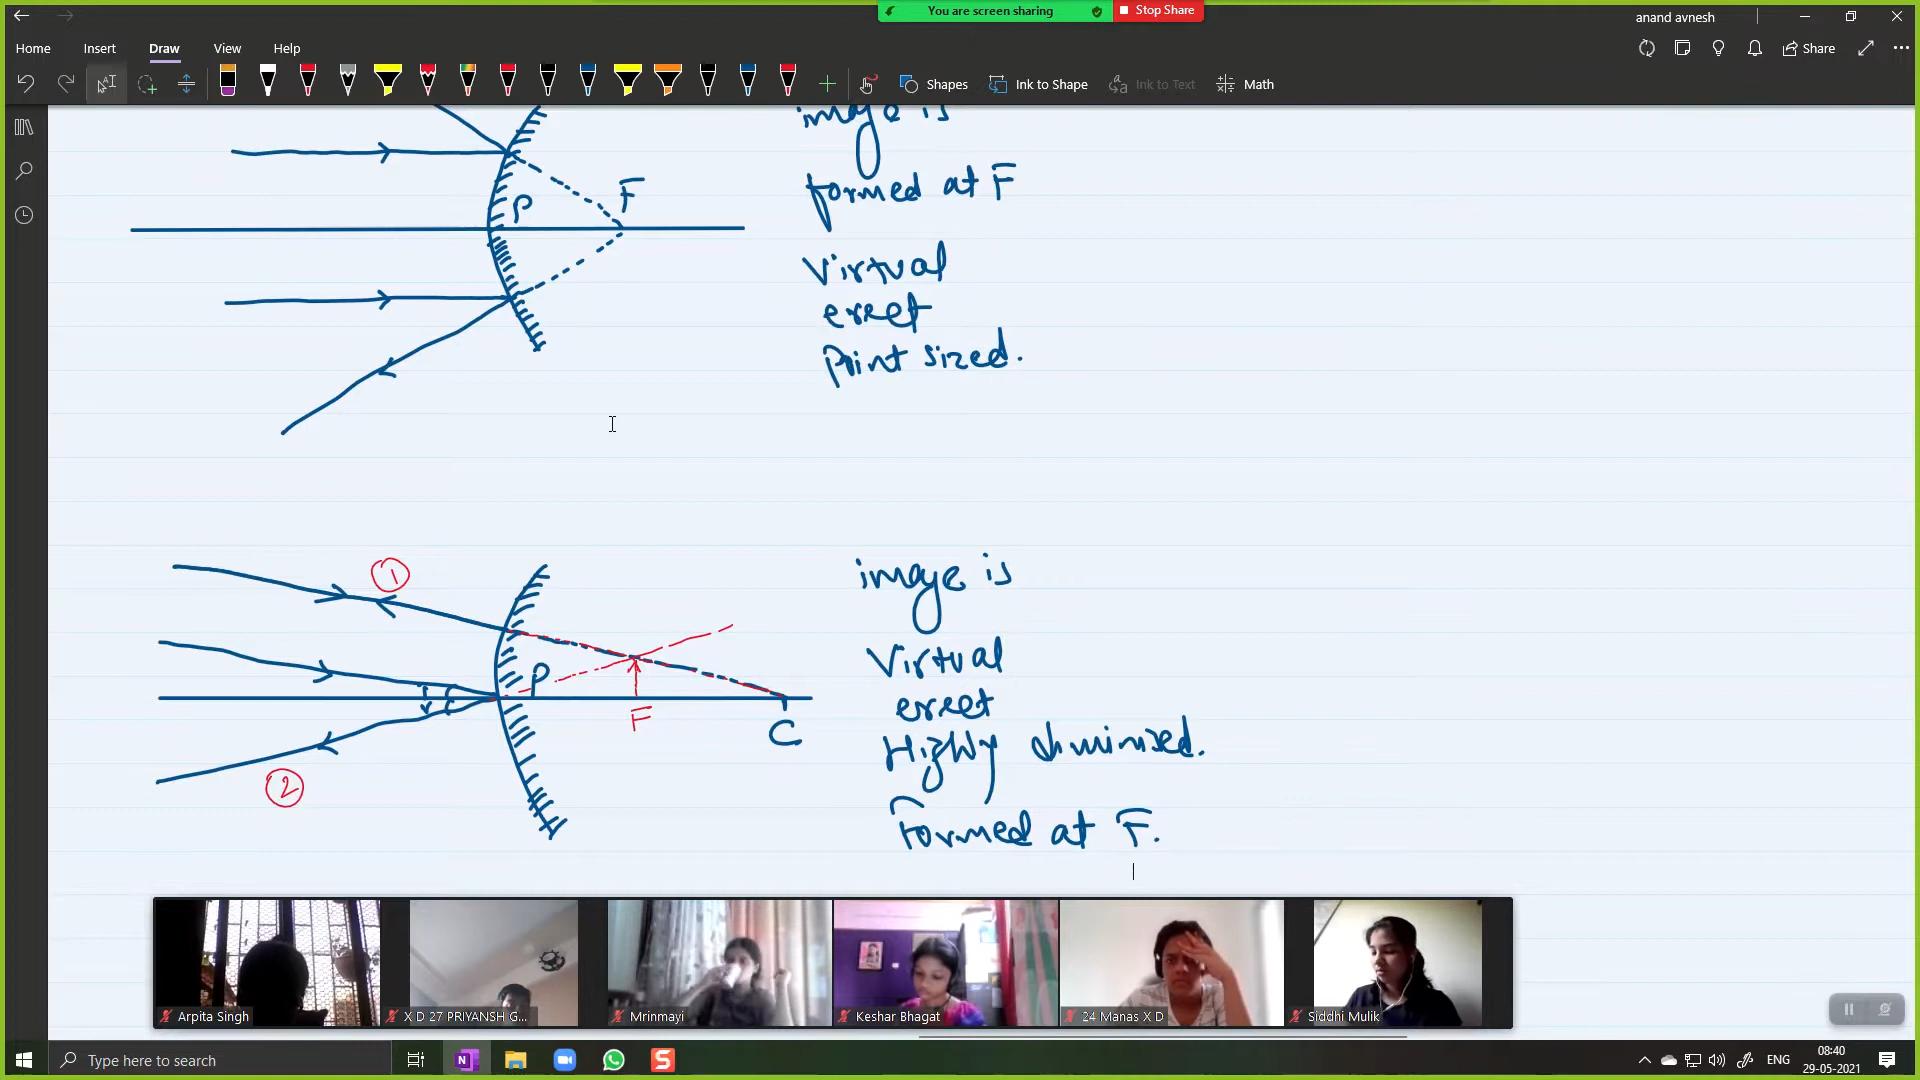 You are screen sharing
Stop Share
anand avnesh
Home Insert Draw View Help
Share
Shapes Ink to Shape Ink to Text Math
image is
formed at F
Virtual
erect
Point sized.
P F
image is
Virtual
erect
Highly diminised.
Formed at F.
1
P
F
C
2
Arpita Singh X D 27 PRIYANSH G... Mrinmayi Keshar Bhagat 24 Manas X D Siddhi Mulik
Type here to search
ENG
08:40
29-05-2021